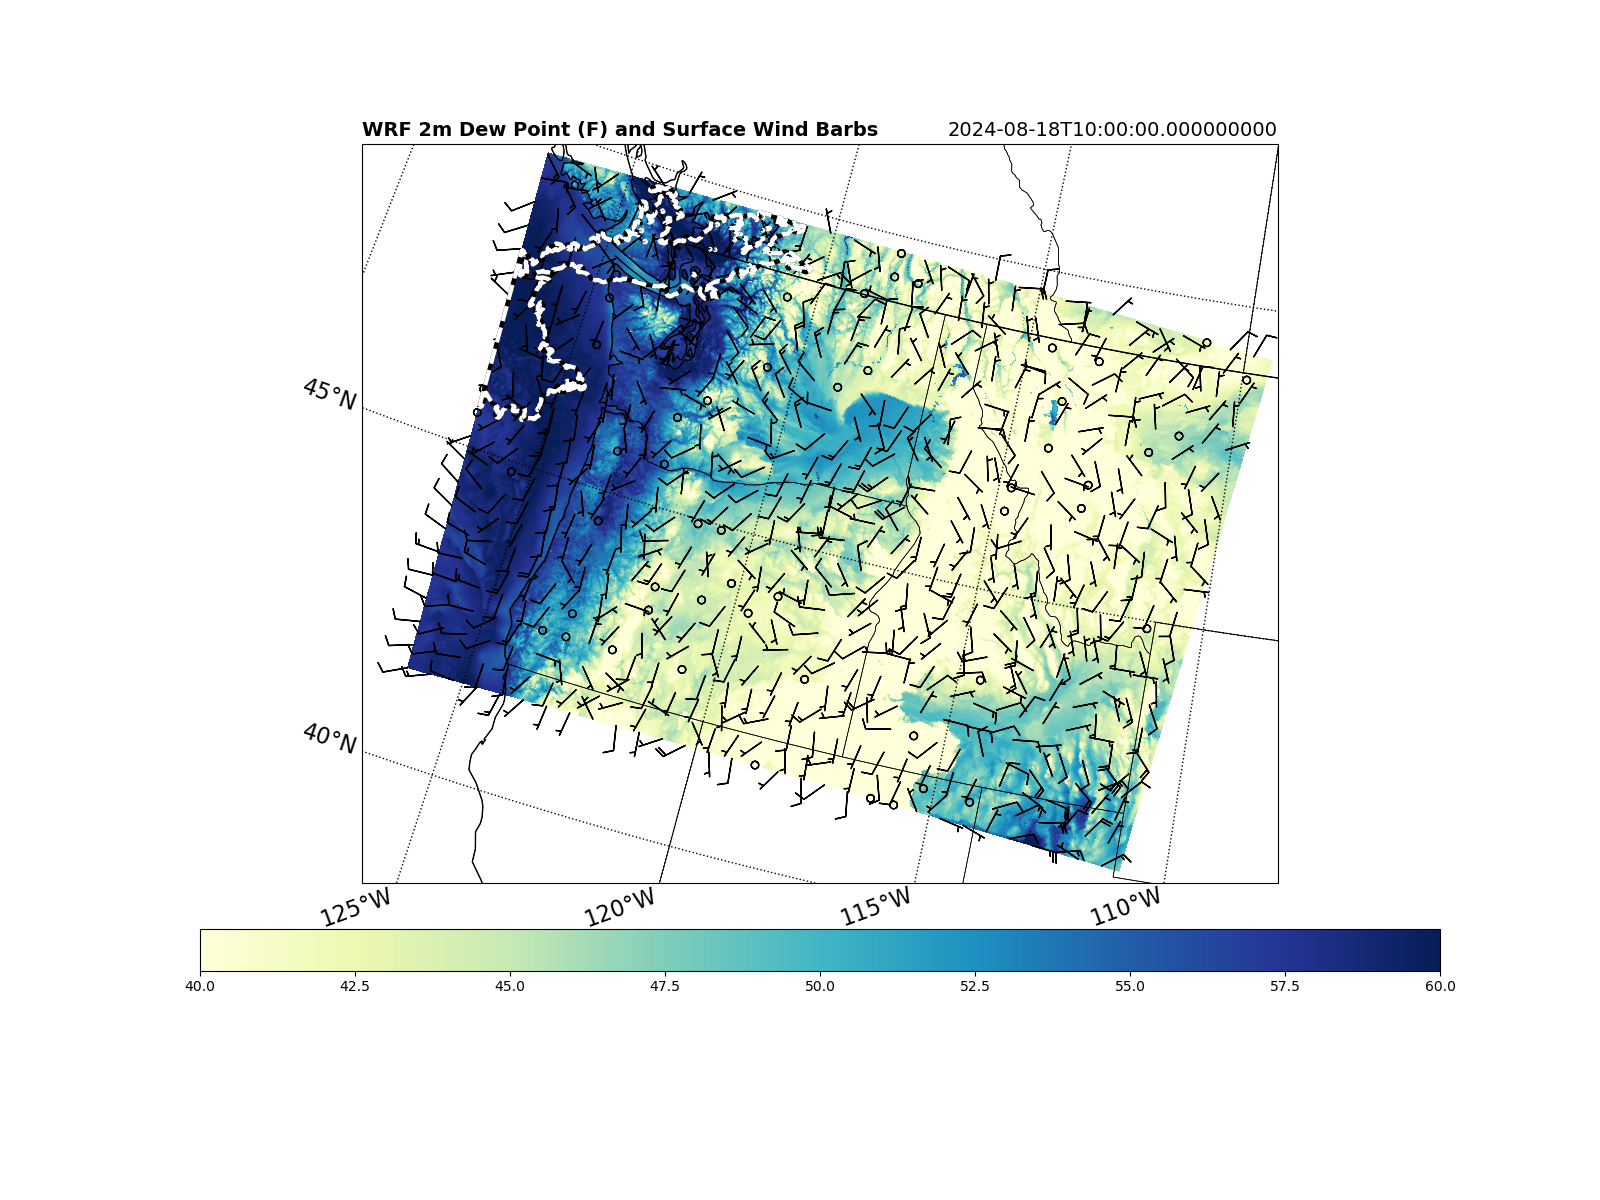 WRF 2m Dew Point (F) and Surface Wind Barbs 2024-08-18T10:00:00.000000000
45°N
40°N
125°W 120°W 115°W 110°W
40.0 42.5 45.0 47.5 50.0 52.5 55.0 57.5 60.0